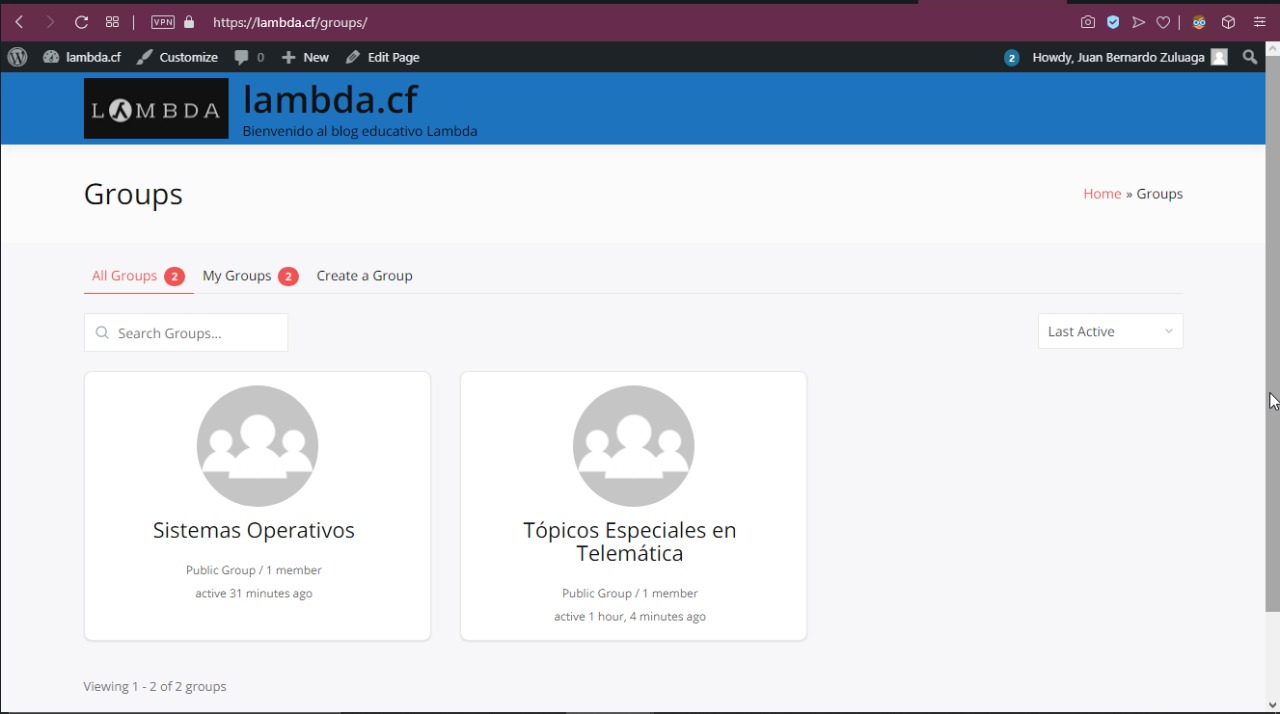 VPN https://lambda.cf/groups/
lambda.cf Customize 0 New Edit Page 2 Howdy, Juan Bernardo Zuluaga
LAMBDA
lambda.cf
Bienvenido al blog educativo Lambda
Groups
Home » Groups
All Groups 2 My Groups 2 Create a Group
Search Groups...
Last Active
Sistemas Operativos
Public Group / 1 member
active 31 minutes ago
Tópicos Especiales en
Telemática
Public Group / 1 member
active 1 hour, 4 minutes ago
Viewing 1 - 2 of 2 groups